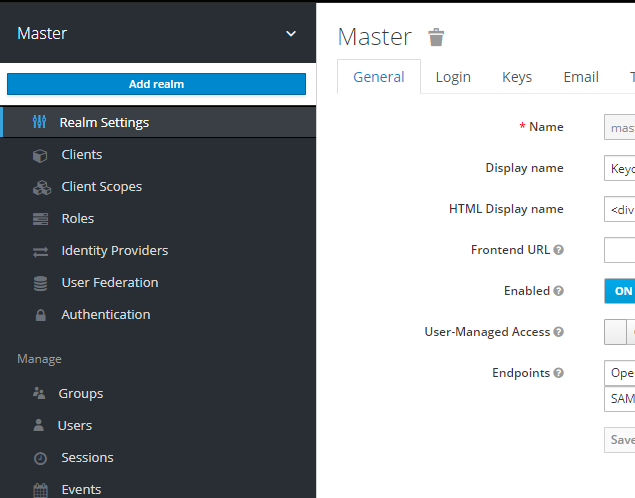 Master
Add realm
Realm Settings
Clients
Client Scopes
Roles
Identity Providers
User Federation
Authentication
Manage
Groups
Users
Sessions
Events
Master
General Login Keys Email
* Name mas
Display name Keyc
HTML Display name <div
Frontend URL
Enabled ON
User-Managed Access
Endpoints Ope
SAM
Save